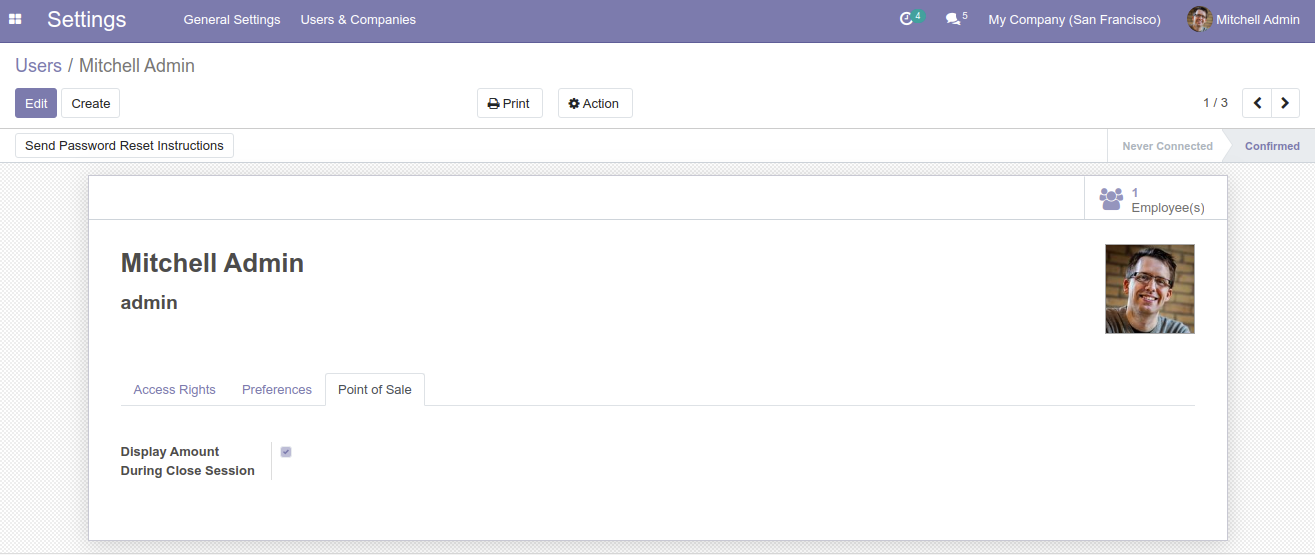 Settings General Settings Users & Companies 4 5 My Company (San Francisco) Mitchell Admin
Users / Mitchell Admin
Edit Create Print Action 1 / 3
Send Password Reset Instructions Never Connected Confirmed
1
Employee(s)
Mitchell Admin
admin
Access Rights Preferences Point of Sale
Display Amount
During Close Session